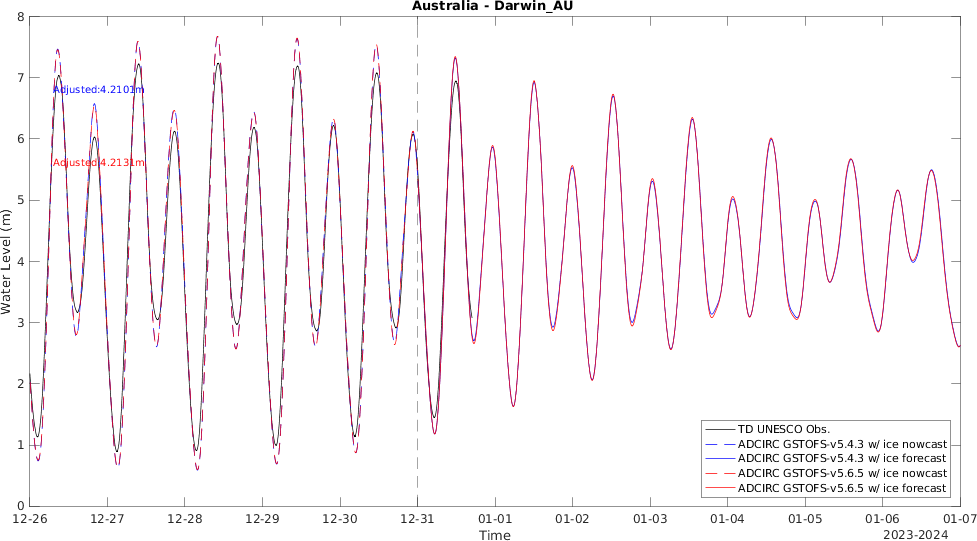 Australia - Darwin_AU
8
7
6
5
4
3
2
1
0
Water Level (m)
Adjusted:4.2101m
Adjusted:4.2131m
TD UNESCO Obs.
ADCIRC GSTOFS-v5.4.3 w/ ice nowcast
ADCIRC GSTOFS-v5.4.3 w/ ice forecast
ADCIRC GSTOFS-v5.6.5 w/ ice nowcast
ADCIRC GSTOFS-v5.6.5 w/ ice forecast
12-26 12-27 12-28 12-29 12-30 12-31 01-01 01-02 01-03 01-04 01-05 01-06 01-07
Time
2023-2024